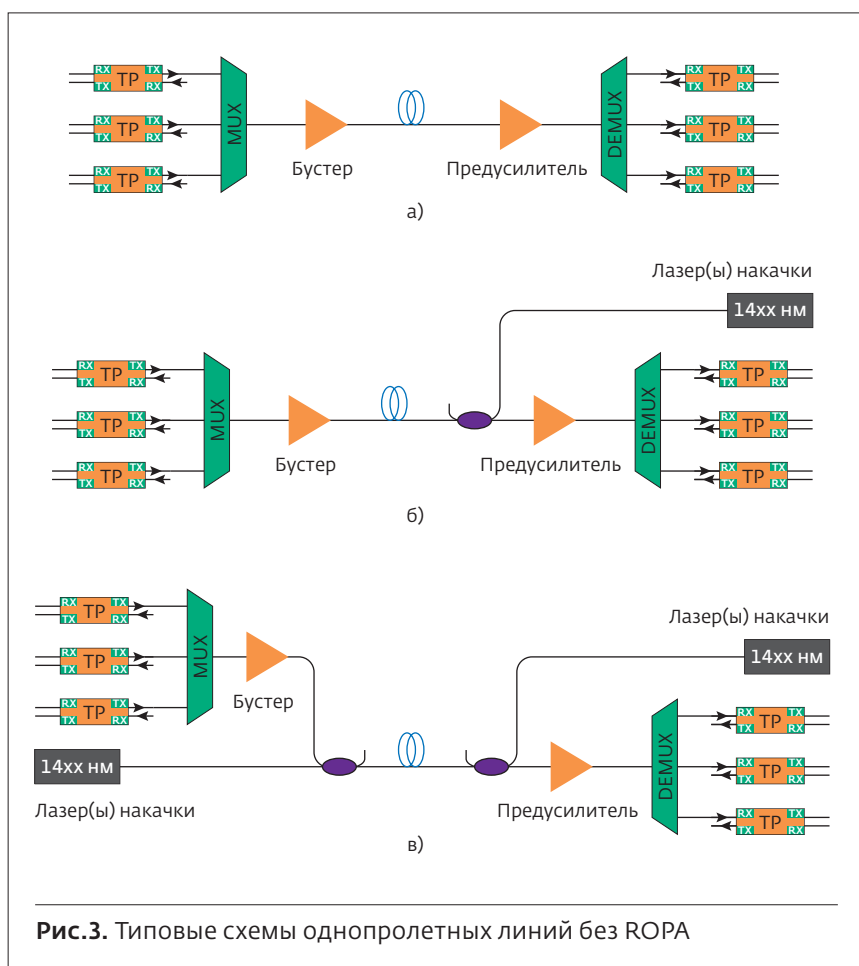 RX TX
TP
TX RX
RX TX
TP
TX RX
RX TX
TP
TX RX
MUX
Бустер
Предусилитель
DEMUX
RX TX
TP
TX RX
RX TX
TP
TX RX
RX TX
TP
TX RX
а)
Лазер(ы) накачки
14xx нм
RX TX
TP
TX RX
RX TX
TP
TX RX
RX TX
TP
TX RX
MUX
Бустер
Предусилитель
DEMUX
RX TX
TP
TX RX
RX TX
TP
TX RX
RX TX
TP
TX RX
б)
RX TX
TP
TX RX
RX TX
TP
TX RX
RX TX
TP
TX RX
MUX
Бустер
14xx нм
Лазер(ы) накачки
Лазер(ы) накачки
14xx нм
Предусилитель
DEMUX
RX TX
TP
TX RX
RX TX
TP
TX RX
RX TX
TP
TX RX
в)
Рис.3. Типовые схемы однопролетных линий без ROPA